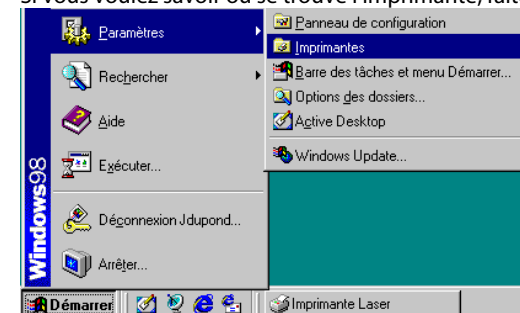 Si vous voulez savoir où se trouve l'imprimante, faite
Paramètres
Rechercher
Aide
Exécuter...
Déconnexion Jdupond...
Arrêter...
Windows98
Panneau de configuration
Imprimantes
Barre des tâches et menu Démarrer...
Options des dossiers...
Active Desktop
Windows Update...
Démarrer
Imprimante Laser